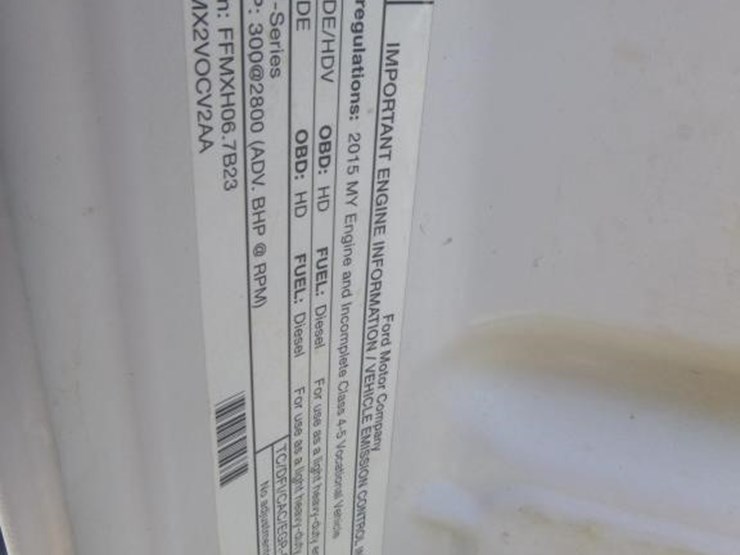 Ford Motor Company
IMPORTANT ENGINE INFORMATION / VEHICLE EMISSION CONTROL
regulations: 2015 MY Engine and Incomplete Class 4-5 Vocational Vehicle
DE/HDV OBD: HD FUEL: Diesel For use as a light heavy-duty
DE OBD: HD FUEL: Diesel For use as a light heavy-duty
-Series TC/DFI/CAC/EGR-
P: 300@2800 (ADV. BHP @ RPM) No adjustments
n: FFMXH06.7B23
MX2VOCV2AA